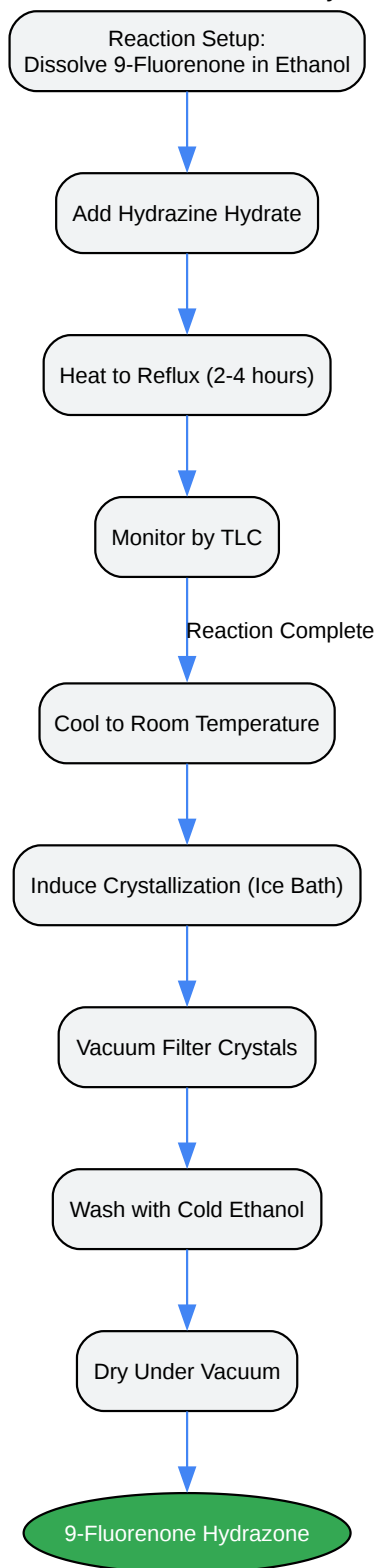 Reaction Setup:
Dissolve 9-Fluorenone in Ethanol
Add Hydrazine Hydrate
Heat to Reflux (2-4 hours)
Monitor by TLC
Reaction Complete
Cool to Room Temperature
Induce Crystallization (Ice Bath)
Vacuum Filter Crystals
Wash with Cold Ethanol
Dry Under Vacuum
9-Fluorenone Hydrazone